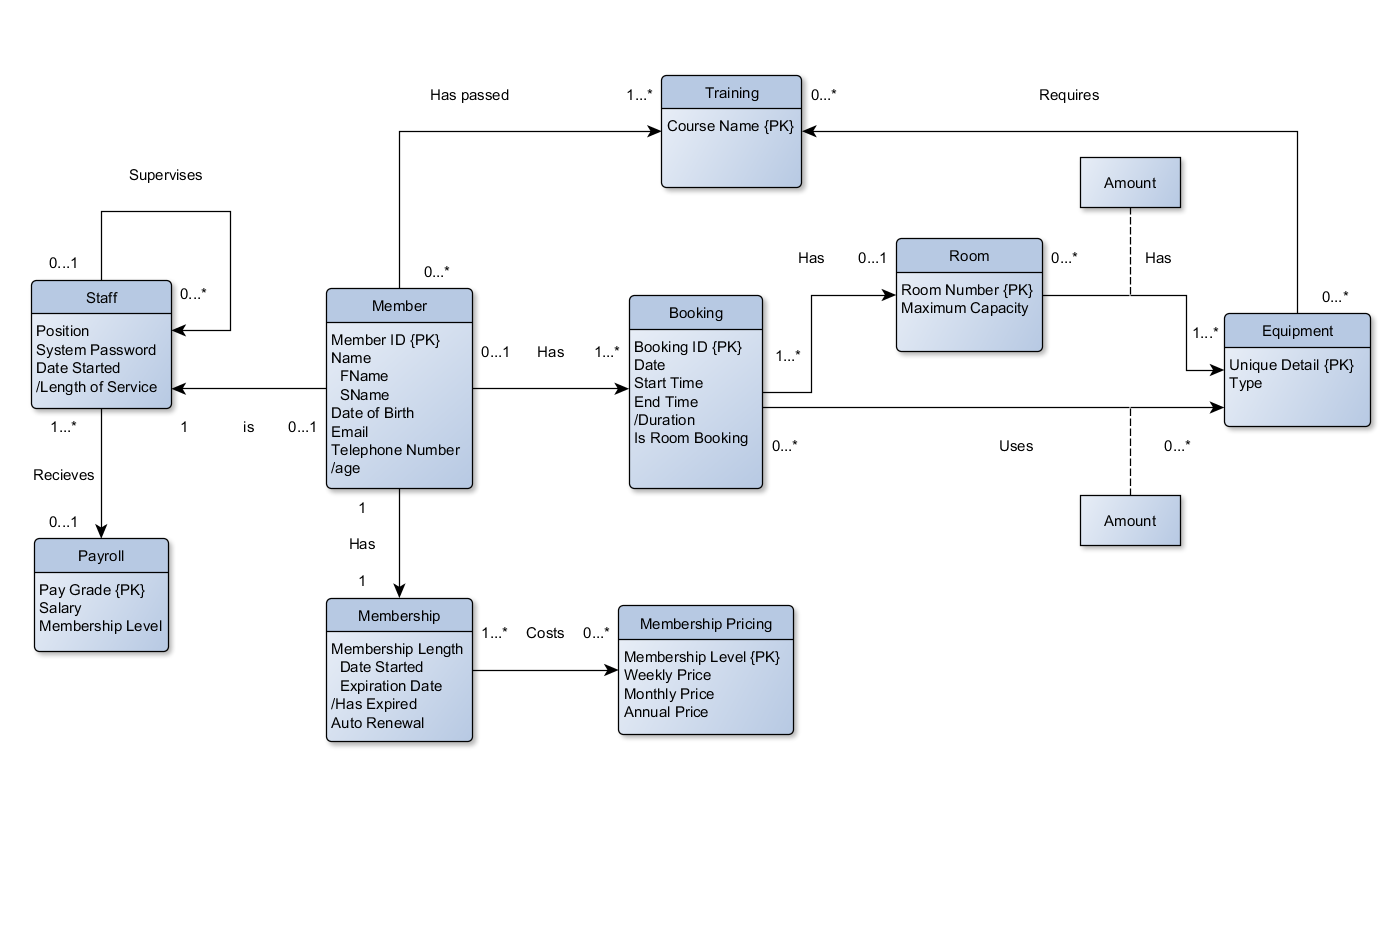 Has passed
1...*
Training
Course Name {PK}
0...*
Requires
Supervises
Amount
0...1
Staff
Position
System Password
Date Started
/Length of Service
0...*
1...*
1
is
0...1
Recieves
0...1
Payroll
Pay Grade {PK}
Salary
Membership Level
0...*
Member
Member ID {PK}
Name
FName
SName
Date of Birth
Email
Telephone Number
/age
0...1
Has
1...*
Booking
Booking ID {PK}
Date
Start Time
End Time
/Duration
Is Room Booking
1...*
0...*
Has
0...1
Room
Room Number {PK}
Maximum Capacity
0...*
Has
1...*
0...*
Equipment
Unique Detail {PK}
Type
Uses
0...*
Amount
1
Has
1
Membership
Membership Length
Date Started
Expiration Date
/Has Expired
Auto Renewal
1...*
Costs
0...*
Membership Pricing
Membership Level {PK}
Weekly Price
Monthly Price
Annual Price